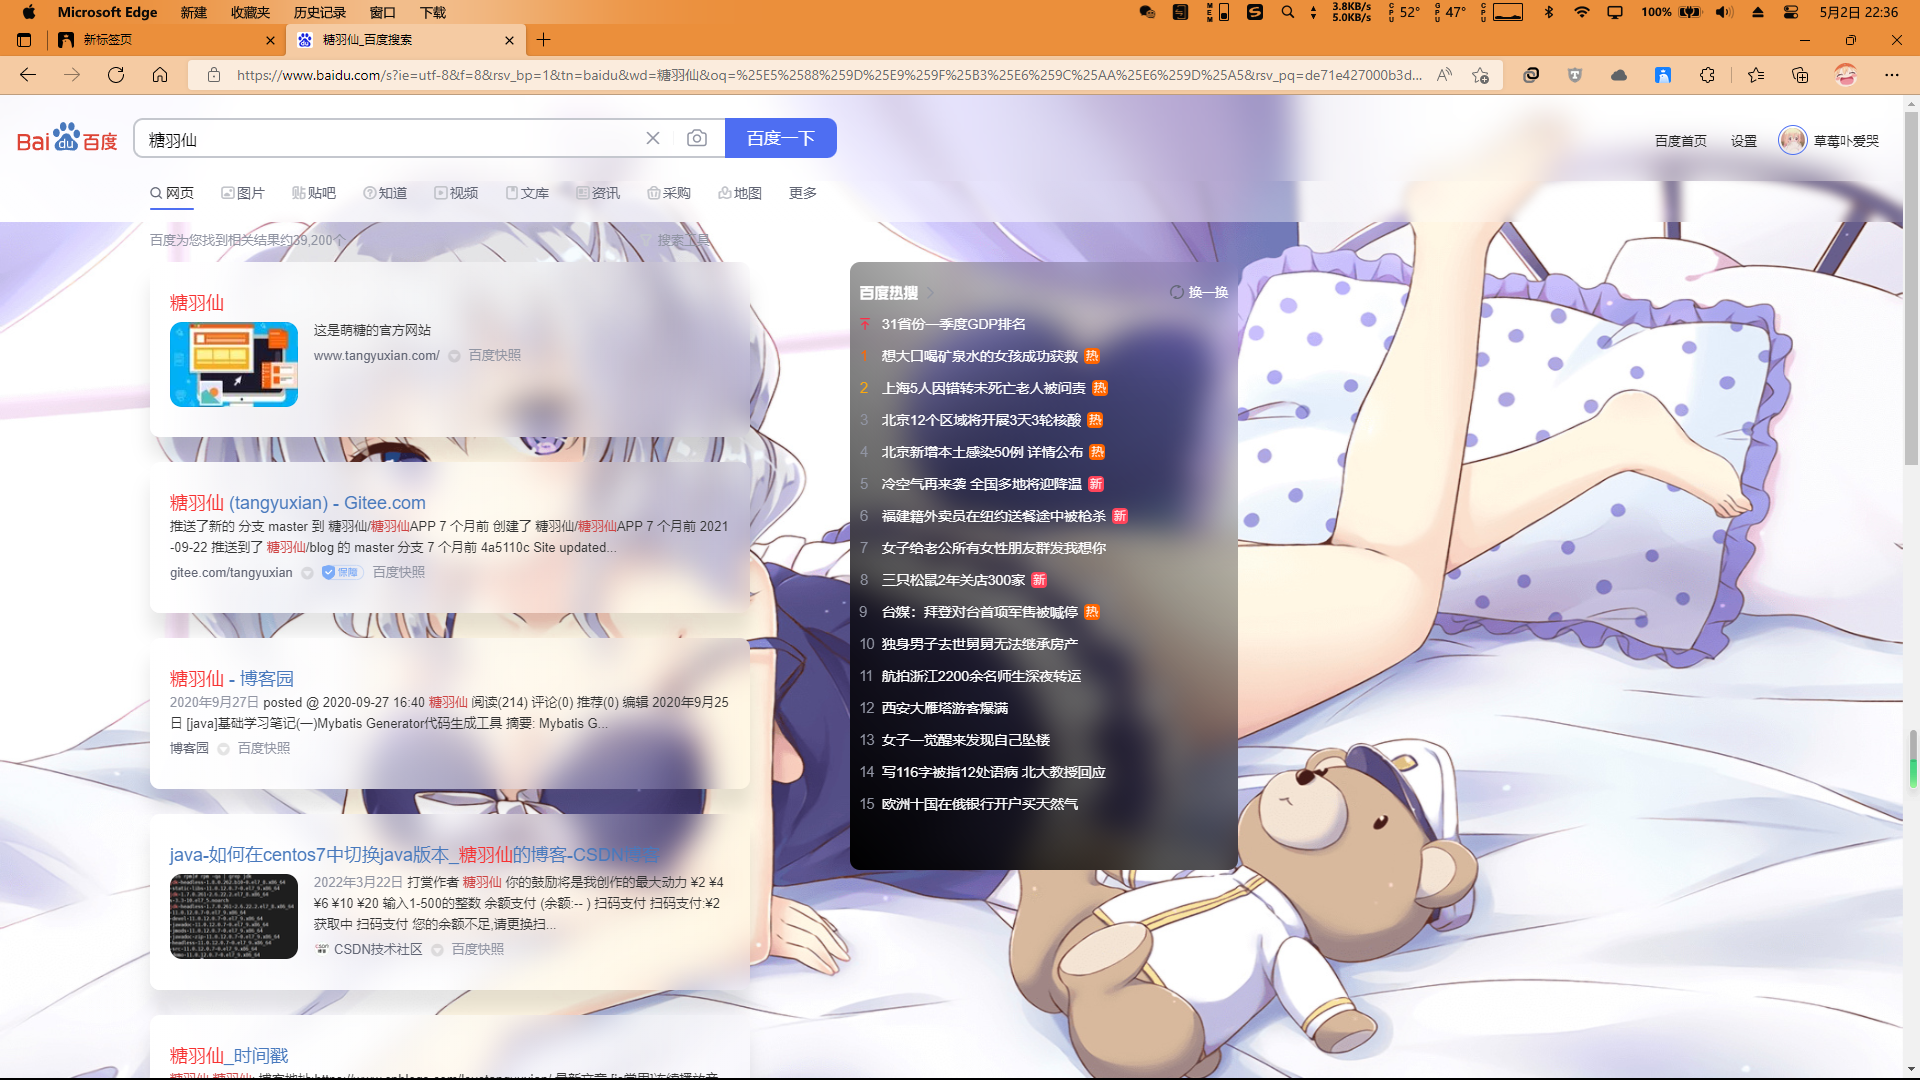 Microsoft Edge 新建 收藏夹 历史记录 窗口 下载
MEM 3.8KB/s 5.0KB/s CPU 52° GPU 47° CPU 100% 5月2日 22:36
新标签页 糖羽仙_百度搜索
https://www.baidu.com/s?ie=utf-8&f=8&rsv_bp=1&tn=baidu&wd=糖羽仙&oq=%25E5%2588%259D%25E9%259F%25B3%25E6%259C%25AA%25E6%259D%25A5&rsv_pq=de71e427000b3d...
Bai du 百度 糖羽仙 百度一下
百度首页 设置 草莓卟爱哭
网页 图片 贴吧 知道 视频 文库 资讯 采购 地图 更多
百度为您找到相关结果约39,200个 搜索工具
糖羽仙
这是萌糖的官方网站
www.tangyuxian.com/ 百度快照
糖羽仙 (tangyuxian) - Gitee.com
推送了新的 分支 master 到 糖羽仙/糖羽仙APP 7 个月前 创建了 糖羽仙/糖羽仙APP 7 个月前 2021
-09-22 推送到了 糖羽仙/blog 的 master 分支 7 个月前 4a5110c Site updated...
gitee.com/tangyuxian 保障 百度快照
糖羽仙 - 博客园
2020年9月27日 posted @ 2020-09-27 16:40 糖羽仙 阅读(214) 评论(0) 推荐(0) 编辑 2020年9月25
日 [java]基础学习笔记(一)Mybatis Generator代码生成工具 摘要: Mybatis G...
博客园 百度快照
java-如何在centos7中切换java版本_糖羽仙的博客-CSDN博客
2022年3月22日 打赏作者 糖羽仙 你的鼓励将是我创作的最大动力 ¥2 ¥4
¥6 ¥10 ¥20 输入1-500的整数 余额支付 (余额:-- ) 扫码支付 扫码支付:¥2
获取中 扫码支付 您的余额不足,请更换扫...
CSDN技术社区 百度快照
糖羽仙_时间戳
百度热搜 换一换
31省份一季度GDP排名
1 想大口喝矿泉水的女孩成功获救 热
2 上海5人因错转未死亡老人被问责 热
3 北京12个区域将开展3天3轮核酸 热
4 北京新增本土感染50例 详情公布 热
5 冷空气再来袭 全国多地将迎降温 新
6 福建籍外卖员在纽约送餐途中被枪杀 新
7 女子给老公所有女性朋友群发我想你
8 三只松鼠2年关店300家 新
9 台媒：拜登对台首项军售被喊停 热
10 独身男子去世舅舅无法继承房产
11 航拍浙江2200余名师生深夜转运
12 西安大雁塔游客爆满
13 女子一觉醒来发现自己坠楼
14 写116字被指12处语病 北大教授回应
15 欧洲十国在俄银行开户买天然气